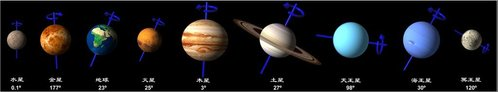 水星 金星 地球 火星 木星 土星 天王星 海王星 冥王星
0.1° 177° 23° 25° 3° 27° 98° 30° 120°